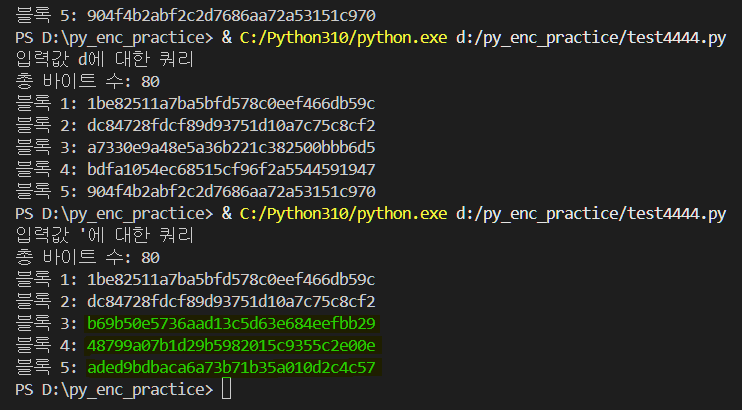 블록 5: 904f4b2abf2c2d7686aa72a53151c970
PS D:\py_enc_practice> & C:/Python310/python.exe d:/py_enc_practice/test4444.py
입력값 d에 대한 쿼리
총 바이트 수: 80
블록 1: 1be82511a7ba5bfd578c0eef466db59c
블록 2: dc84728fdcf89d93751d10a7c75c8cf2
블록 3: a7330e9a48e5a36b221c382500bbb6d5
블록 4: bdfa1054ec68515cf96f2a5544591947
블록 5: 904f4b2abf2c2d7686aa72a53151c970
PS D:\py_enc_practice> & C:/Python310/python.exe d:/py_enc_practice/test4444.py
입력값 '에 대한 쿼리
총 바이트 수: 80
블록 1: 1be82511a7ba5bfd578c0eef466db59c
블록 2: dc84728fdcf89d93751d10a7c75c8cf2
블록 3: b69b50e5736aad13c5d63e684eefbb29
블록 4: 48799a07b1d29b5982015c9355c2e00e
블록 5: aded9bdbaca6a73b71b35a010d2c4c57
PS D:\py_enc_practice>